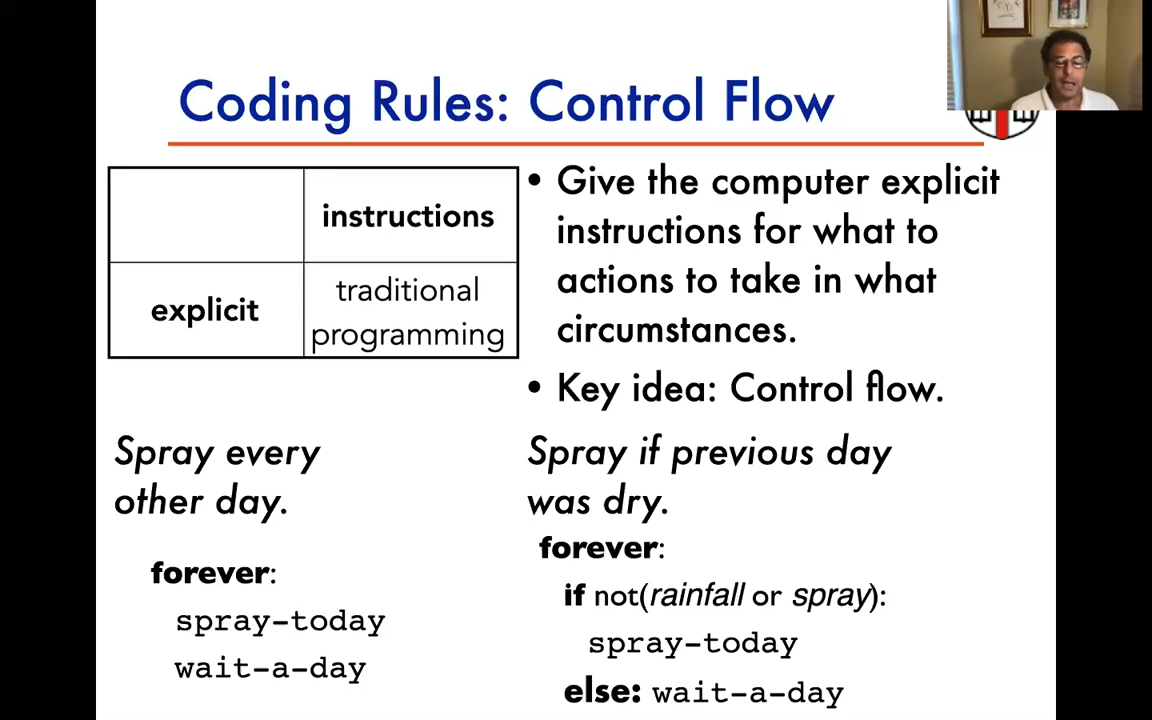 Coding Rules: Control Flow
instructions
explicit
traditional
programming
• Give the computer explicit
instructions for what to
actions to take in what
circumstances.
• Key idea: Control flow.
Spray every
other day.
forever:
spray-today
wait-a-day
Spray if previous day
was dry.
forever:
if not(rainfall or spray):
spray-today
else: wait-a-day